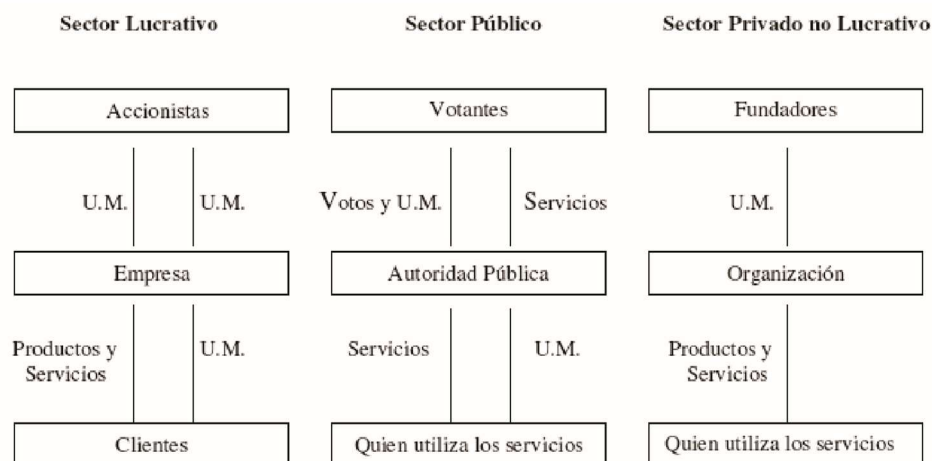 Sector Lucrativo
Sector Público
Sector Privado no Lucrativo
Accionistas
Votantes
Fundadores
U.M.
U.M.
Votos y U.M.
Servicios
U.M.
Empresa
Autoridad Pública
Organización
Productos y
Servicios
U.M.
Servicios
U.M.
Productos y
Servicios
Clientes
Quien utiliza los servicios
Quien utiliza los servicios